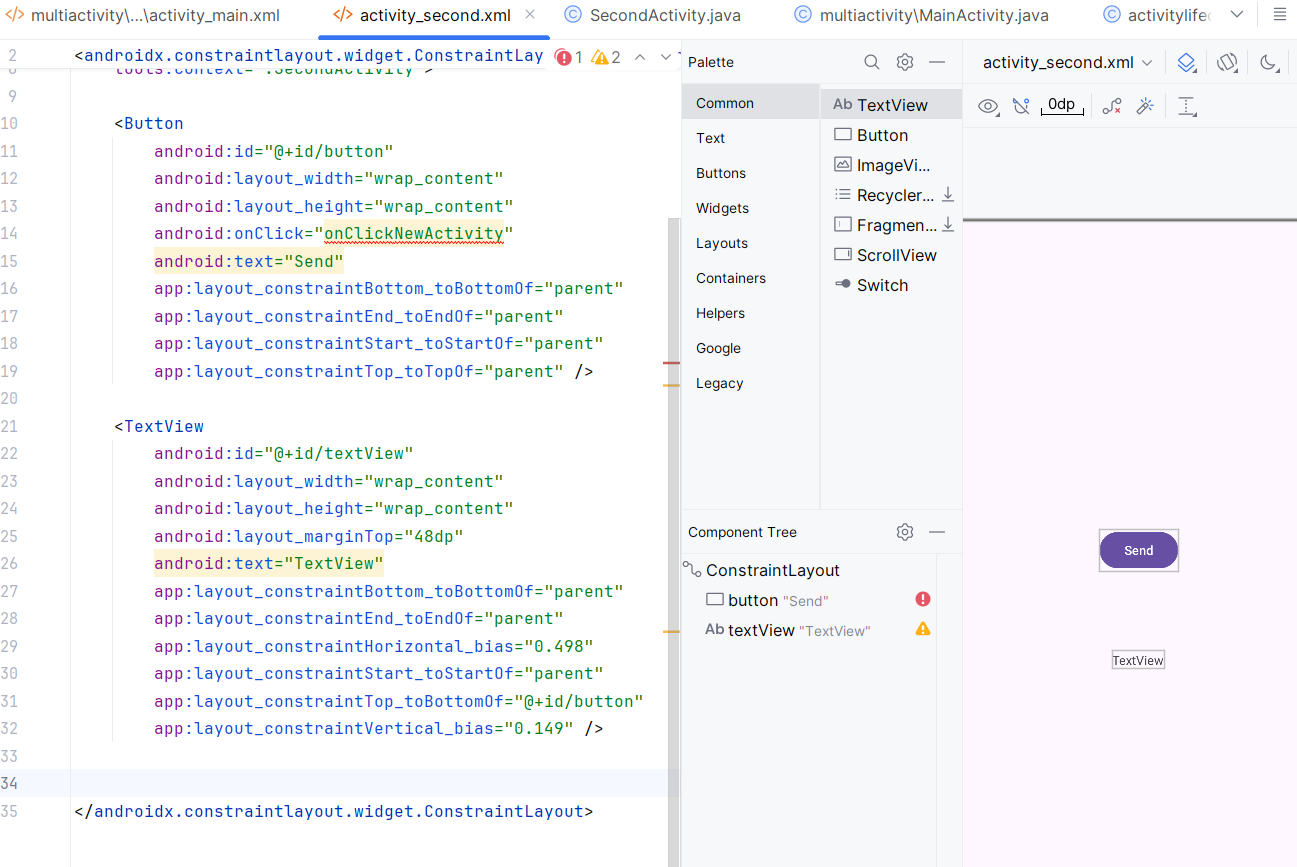 multiactivity\...\activity_main.xml
activity_second.xml
SecondActivity.java
multiactivity\MainActivity.java
activitylifec
2 <androidx.constraintlayout.widget.ConstraintLay 1 2
8 tools:context=".SecondActivity">
9
10 <Button
11 android:id="@+id/button"
12 android:layout_width="wrap_content"
13 android:layout_height="wrap_content"
14 android:onClick="onClickNewActivity"
15 android:text="Send"
16 app:layout_constraintBottom_toBottomOf="parent"
17 app:layout_constraintEnd_toEndOf="parent"
18 app:layout_constraintStart_toStartOf="parent"
19 app:layout_constraintTop_toTopOf="parent" />
20
21 <TextView
22 android:id="@+id/textView"
23 android:layout_width="wrap_content"
24 android:layout_height="wrap_content"
25 android:layout_marginTop="48dp"
26 android:text="TextView"
27 app:layout_constraintBottom_toBottomOf="parent"
28 app:layout_constraintEnd_toEndOf="parent"
29 app:layout_constraintHorizontal_bias="0.498"
30 app:layout_constraintStart_toStartOf="parent"
31 app:layout_constraintTop_toBottomOf="@+id/button"
32 app:layout_constraintVertical_bias="0.149" />
33
34
35 </androidx.constraintlayout.widget.ConstraintLayout>
Palette
Common
Text
Buttons
Widgets
Layouts
Containers
Helpers
Google
Legacy
Ab TextView
Button
ImageVi...
Recycler...
Fragmen...
ScrollView
Switch
Component Tree
ConstraintLayout
button "Send"
Ab textView "TextView"
activity_second.xml
0dp
Send
TextView